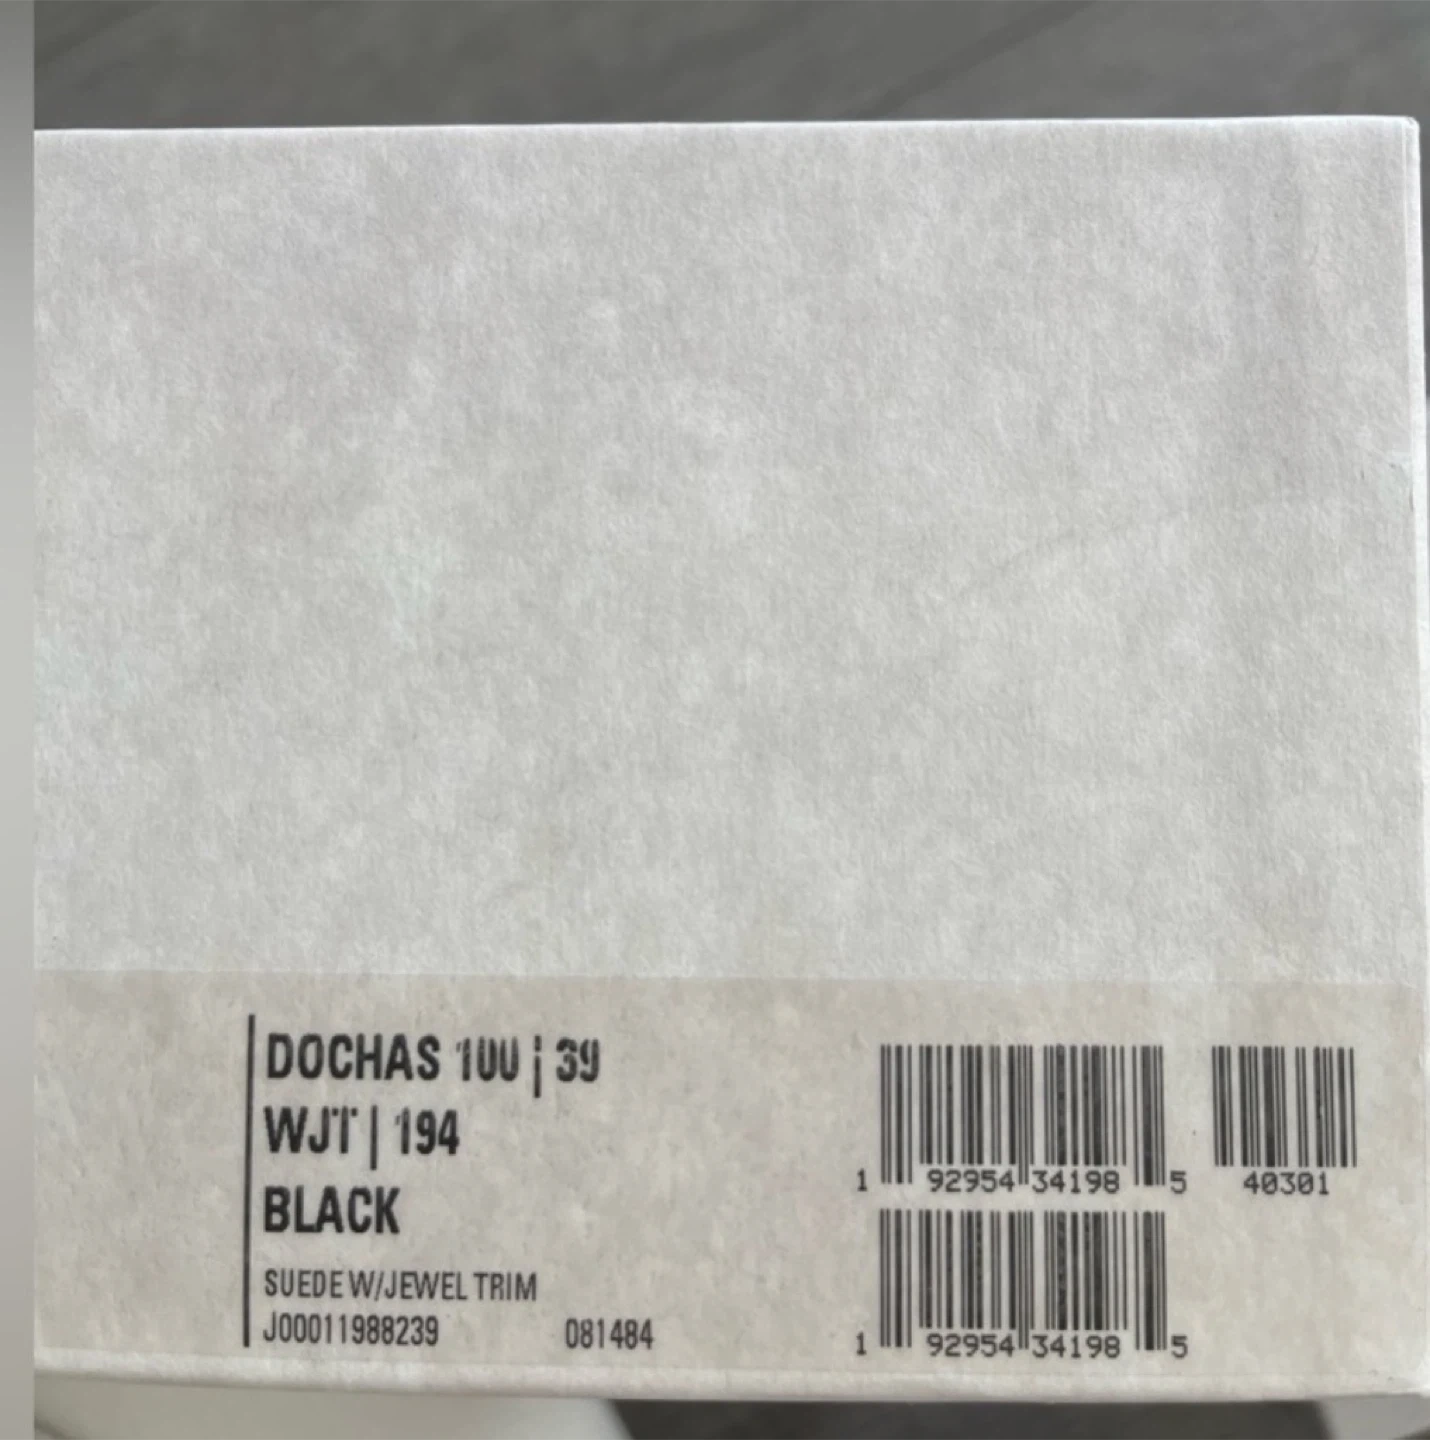 DOCHAS 100 | 39
WJT | 194
BLACK
SUEDE W/JEWEL TRIM
J00011988239 081484
1 92954 34198 5 40301
1 92954 34198 5